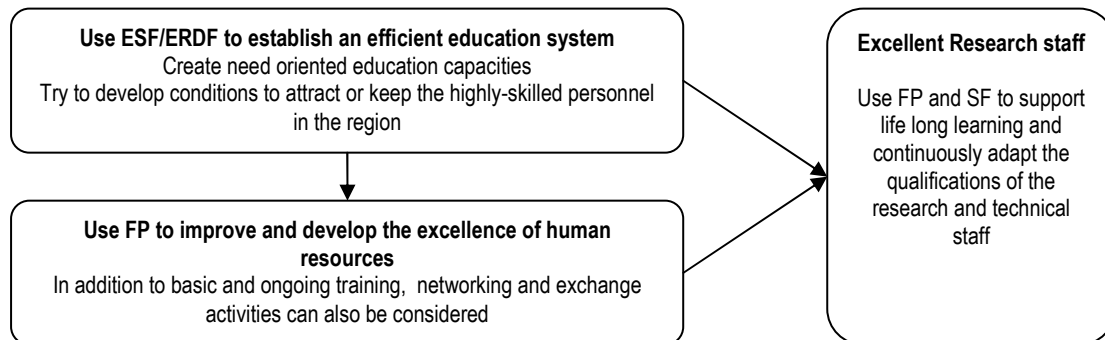 Use ESF/ERDF to establish an efficient education system
Create need oriented education capacities
Try to develop conditions to attract or keep the highly-skilled personnel
in the region
Use FP to improve and develop the excellence of human
resources
In addition to basic and ongoing training, networking and exchange
activities can also be considered
Excellent Research staff
Use FP and SF to support
life long learning and
continuously adapt the
qualifications of the
research and technical
staff